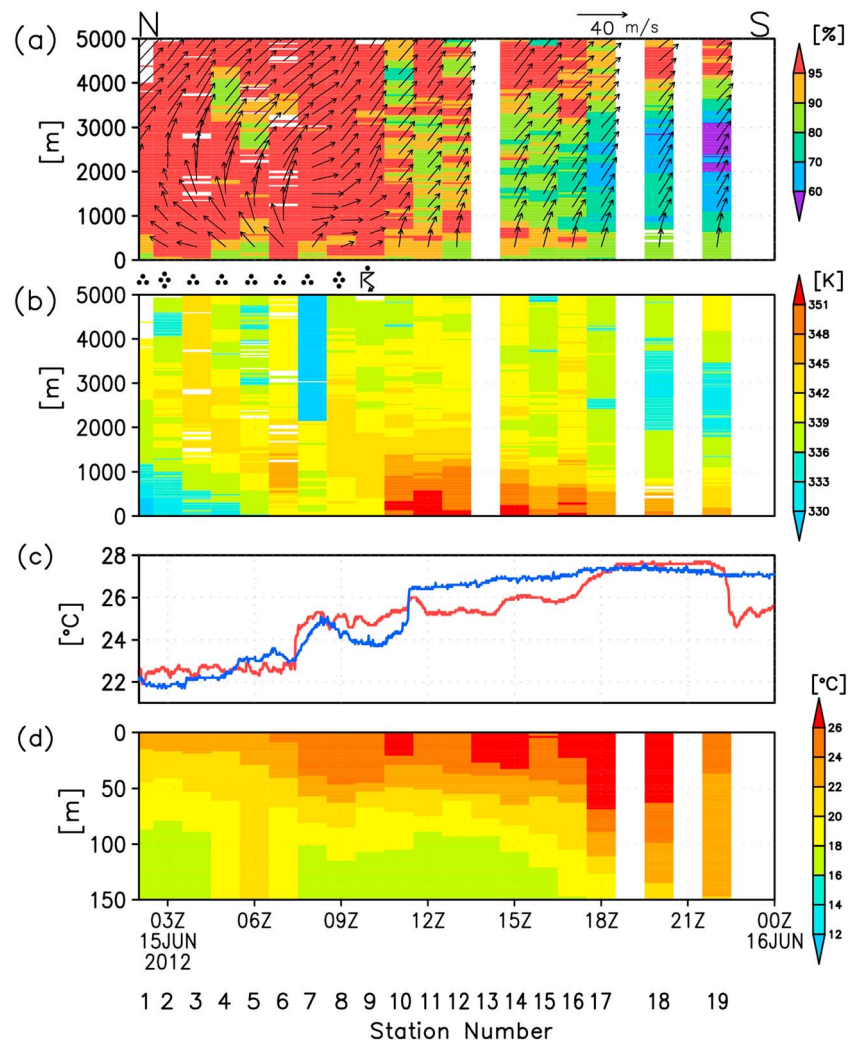 N
40 m/s
S
[%]
(a)
5000
4000
3000
2000
1000
0
[m]
95
90
80
70
60
(b)
5000
4000
3000
2000
1000
0
[m]
[K]
351
348
345
342
339
336
333
330
(c)
28
26
24
22
[°C]
(d)
0
50
100
150
[m]
[°C]
26
24
22
20
18
16
14
12
03Z 06Z 09Z 12Z 15Z 18Z 21Z 00Z
15JUN 16JUN
2012
1 2 3 4 5 6 7 8 9 10 11 12 13 14 15 16 17 18 19
Station Number